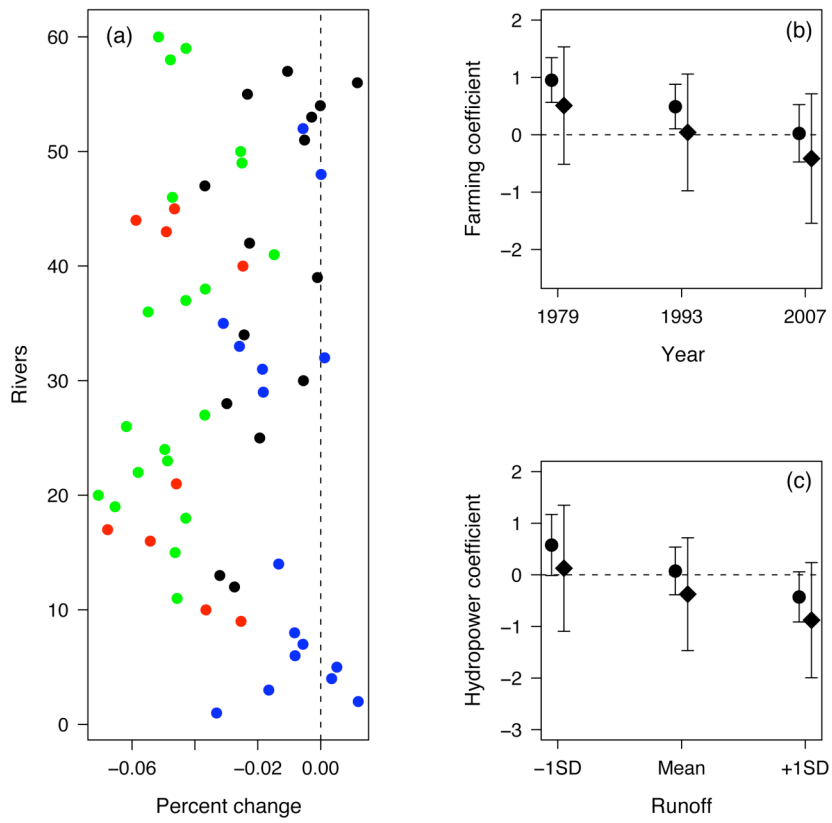 (a)
60
50
40
30
20
10
0
Rivers
−0.06
−0.02
0.00
Percent change
(b)
2
1
0
−1
−2
Farming coefficient
1979
1993
2007
Year
(c)
2
1
0
−1
−2
−3
Hydropower coefficient
−1SD
Mean
+1SD
Runoff